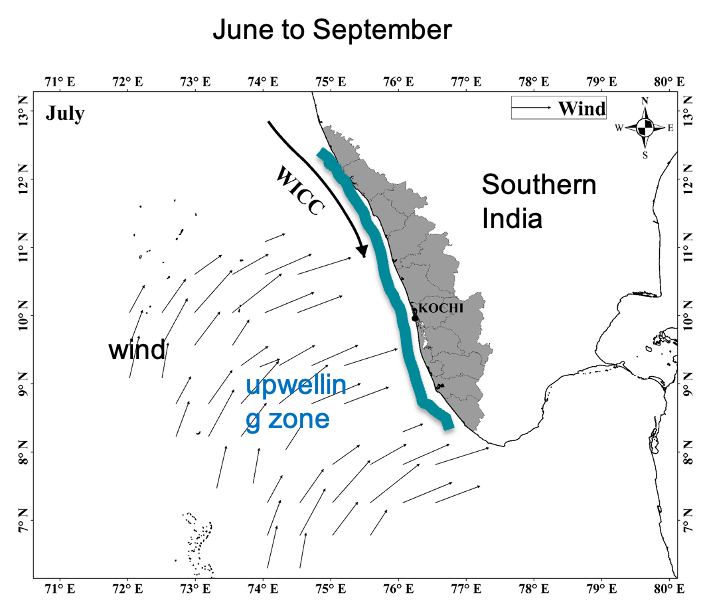 June to September
71° E 72° E 73° E 74° E 75° E 76° E 77° E 78° E 79° E 80° E
July
Wind
N
W E
S
13° N 13° N
12° N 12° N
11° N 11° N
10° N 10° N
9° N 9° N
8° N 8° N
7° N 7° N
WICC
Southern
India
KOCHI
wind
upwellin
g zone
71° E 72° E 73° E 74° E 75° E 76° E 77° E 78° E 79° E 80° E